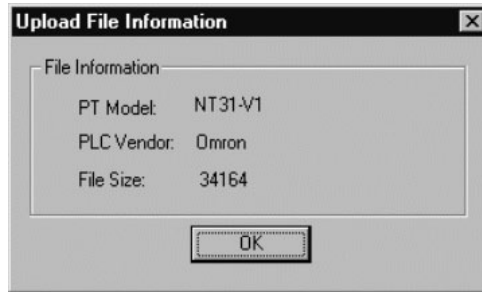 Upload File Information
File Information
PT Model: NT31-V1
PLC Vendor: Omron
File Size: 34164
OK